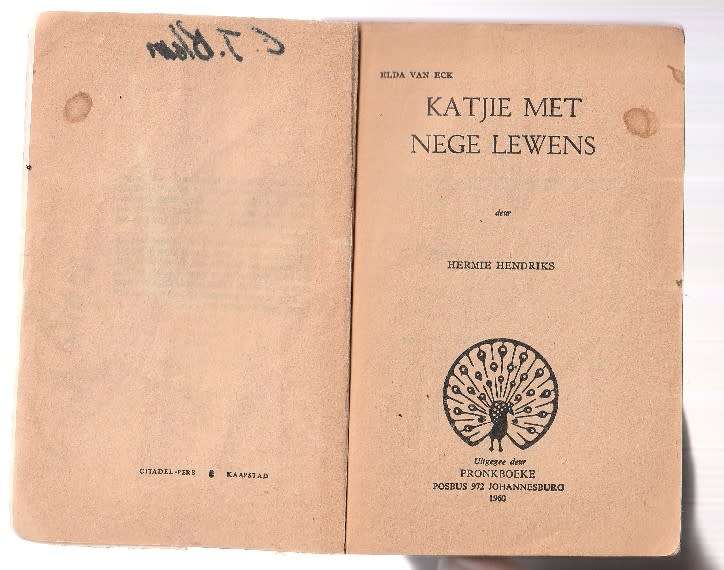 CITADEL-PERS KAAPSTAD
ELDA VAN ECK
KATJIE MET
NEGE LEWENS
deur
HERMIE HENDRIKS
Uitgegee deur
PRONKBOEKE
POSBUS 972 JOHANNESBURG
1960